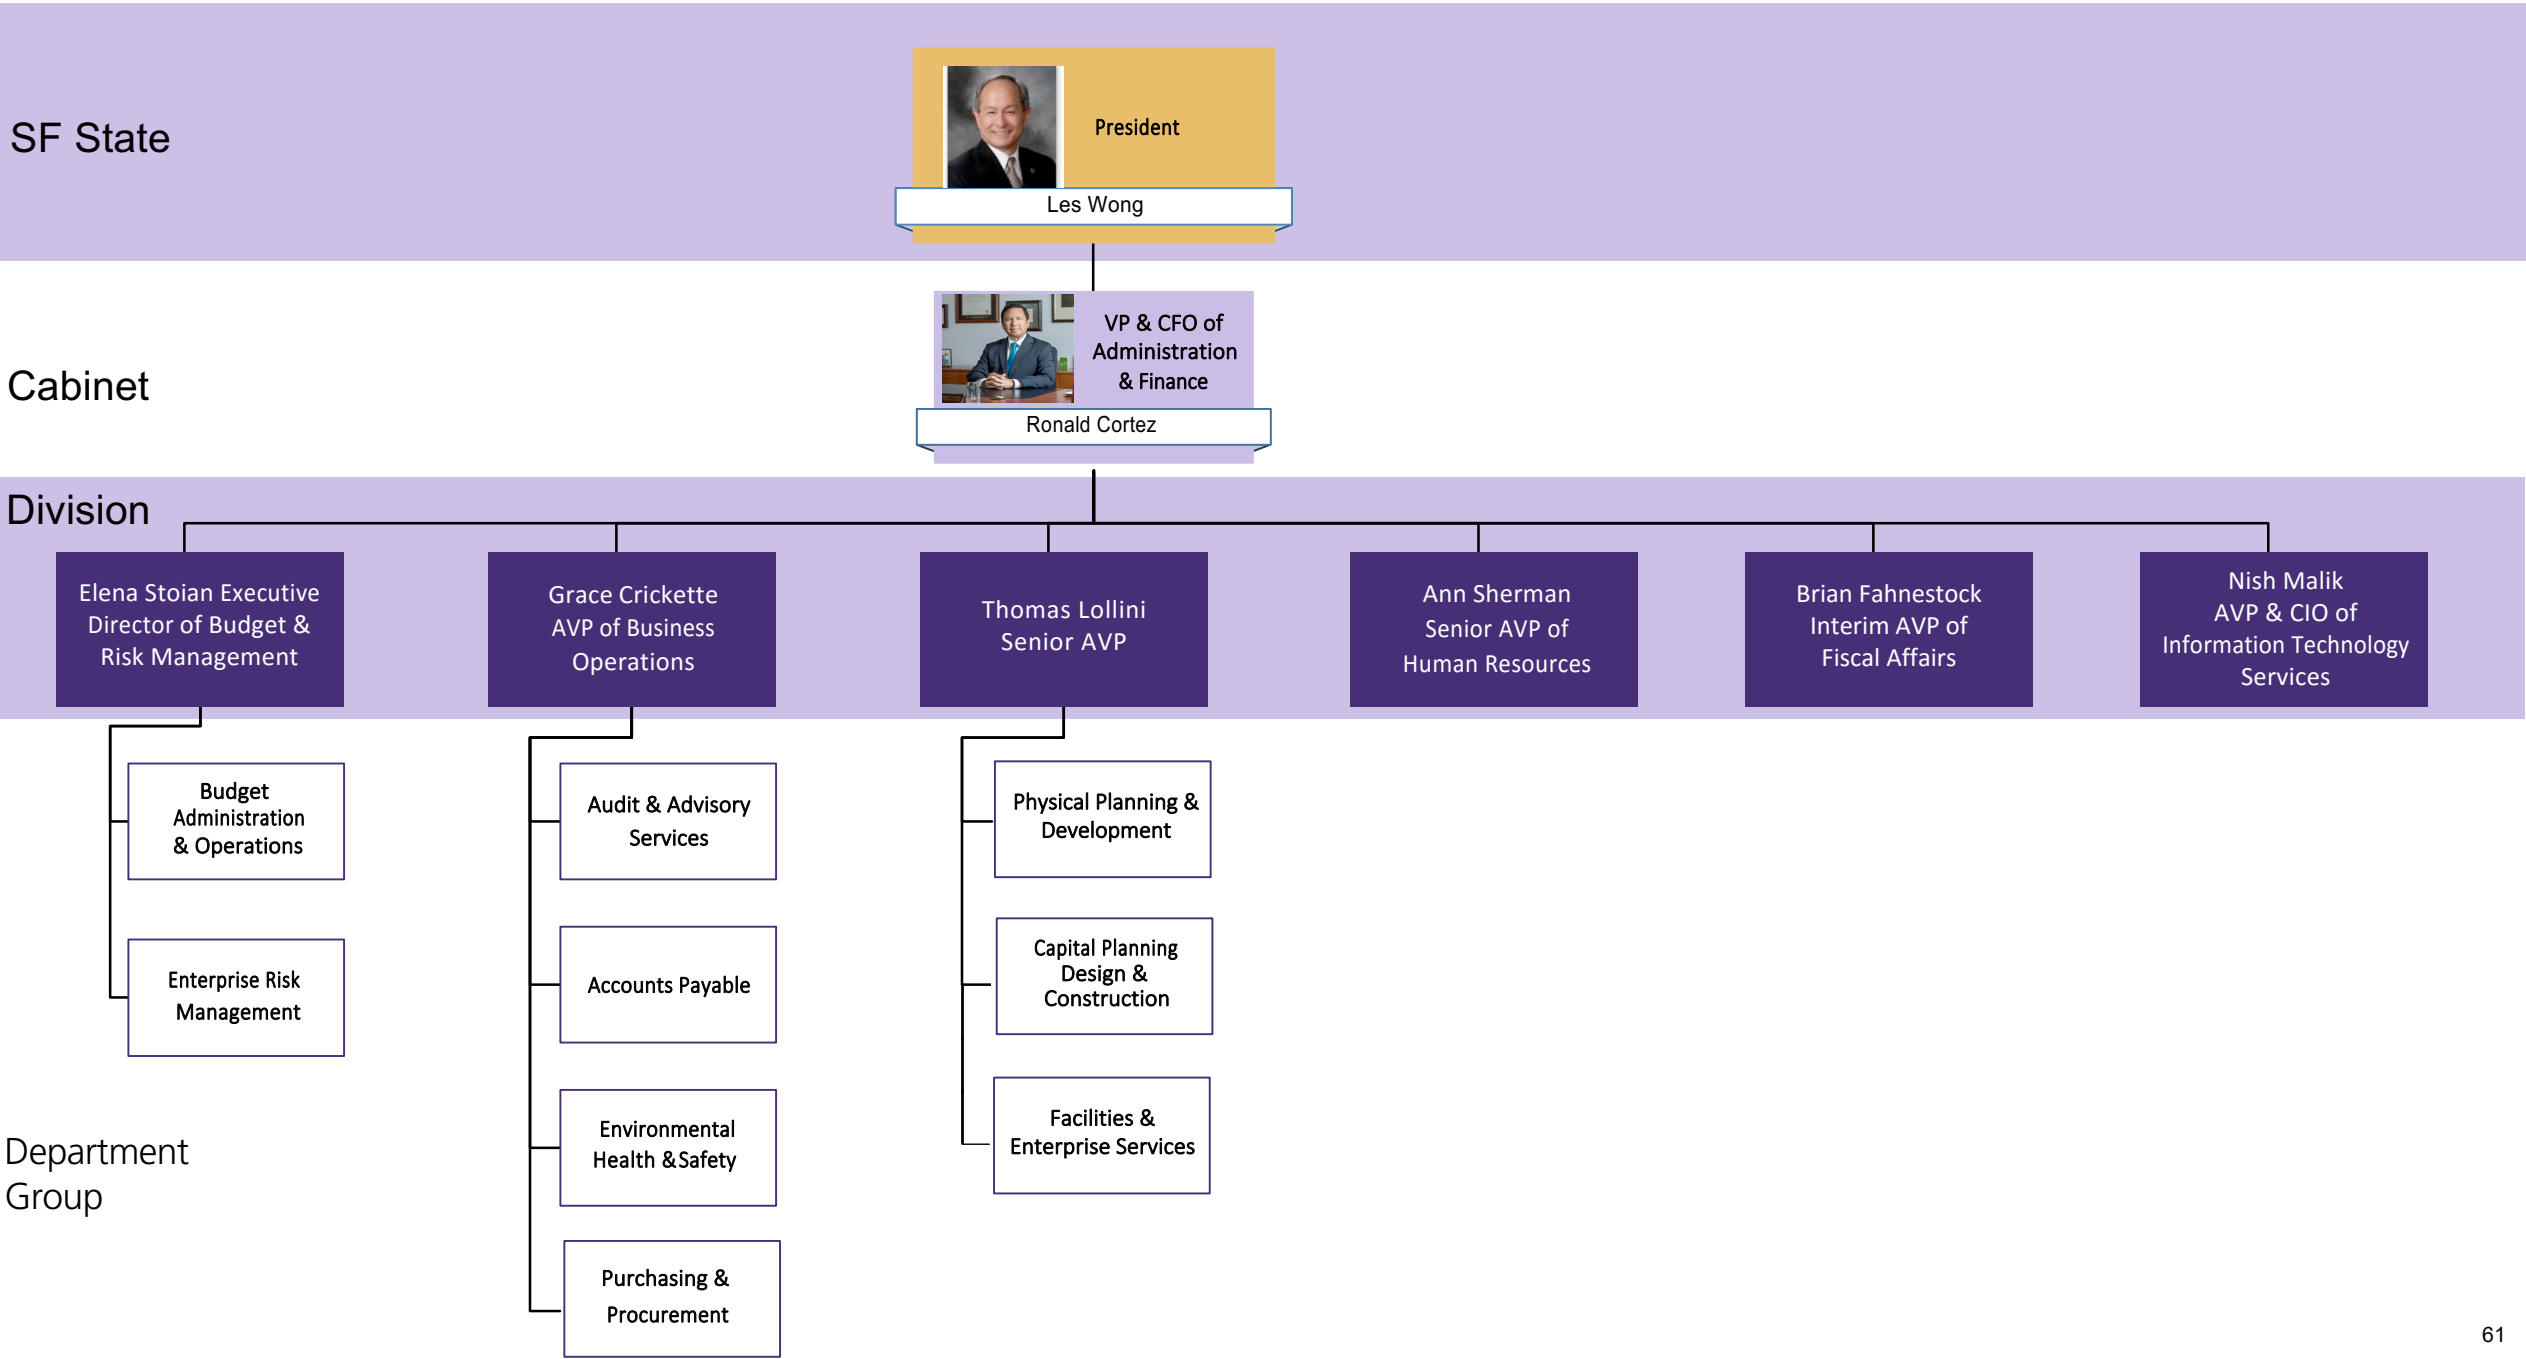 SF State
President
Les Wong
Cabinet
VP & CFO of
Administration
& Finance
Ronald Cortez
Division
Elena Stoian Executive
Director of Budget &
Risk Management
Grace Crickette
AVP of Business
Operations
Thomas Lollini
Senior AVP
Ann Sherman
Senior AVP of
Human Resources
Brian Fahnestock
Interim AVP of
Fiscal Affairs
Nish Malik
AVP & CIO of
Information Technology
Services
Budget
Administration
& Operations
Enterprise Risk
Management
Audit & Advisory
Services
Accounts Payable
Environmental
Health &Safety
Purchasing &
Procurement
Physical Planning &
Development
Capital Planning
Design &
Construction
Facilities &
Enterprise Services
Department
Group
61